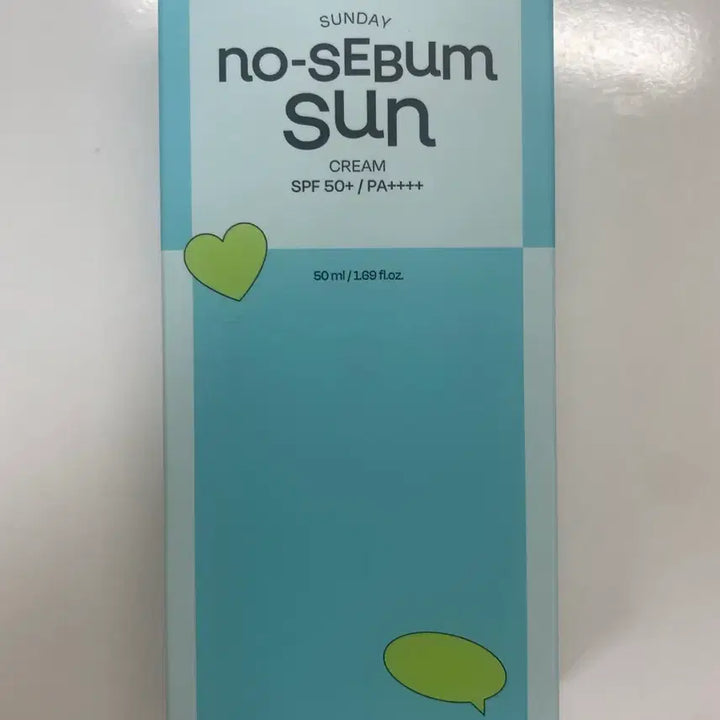 SUNDAY
no-SEBum
Sun
CREAM
SPF 50+ / PA++++
50 ml / 1.69 fl.oz.